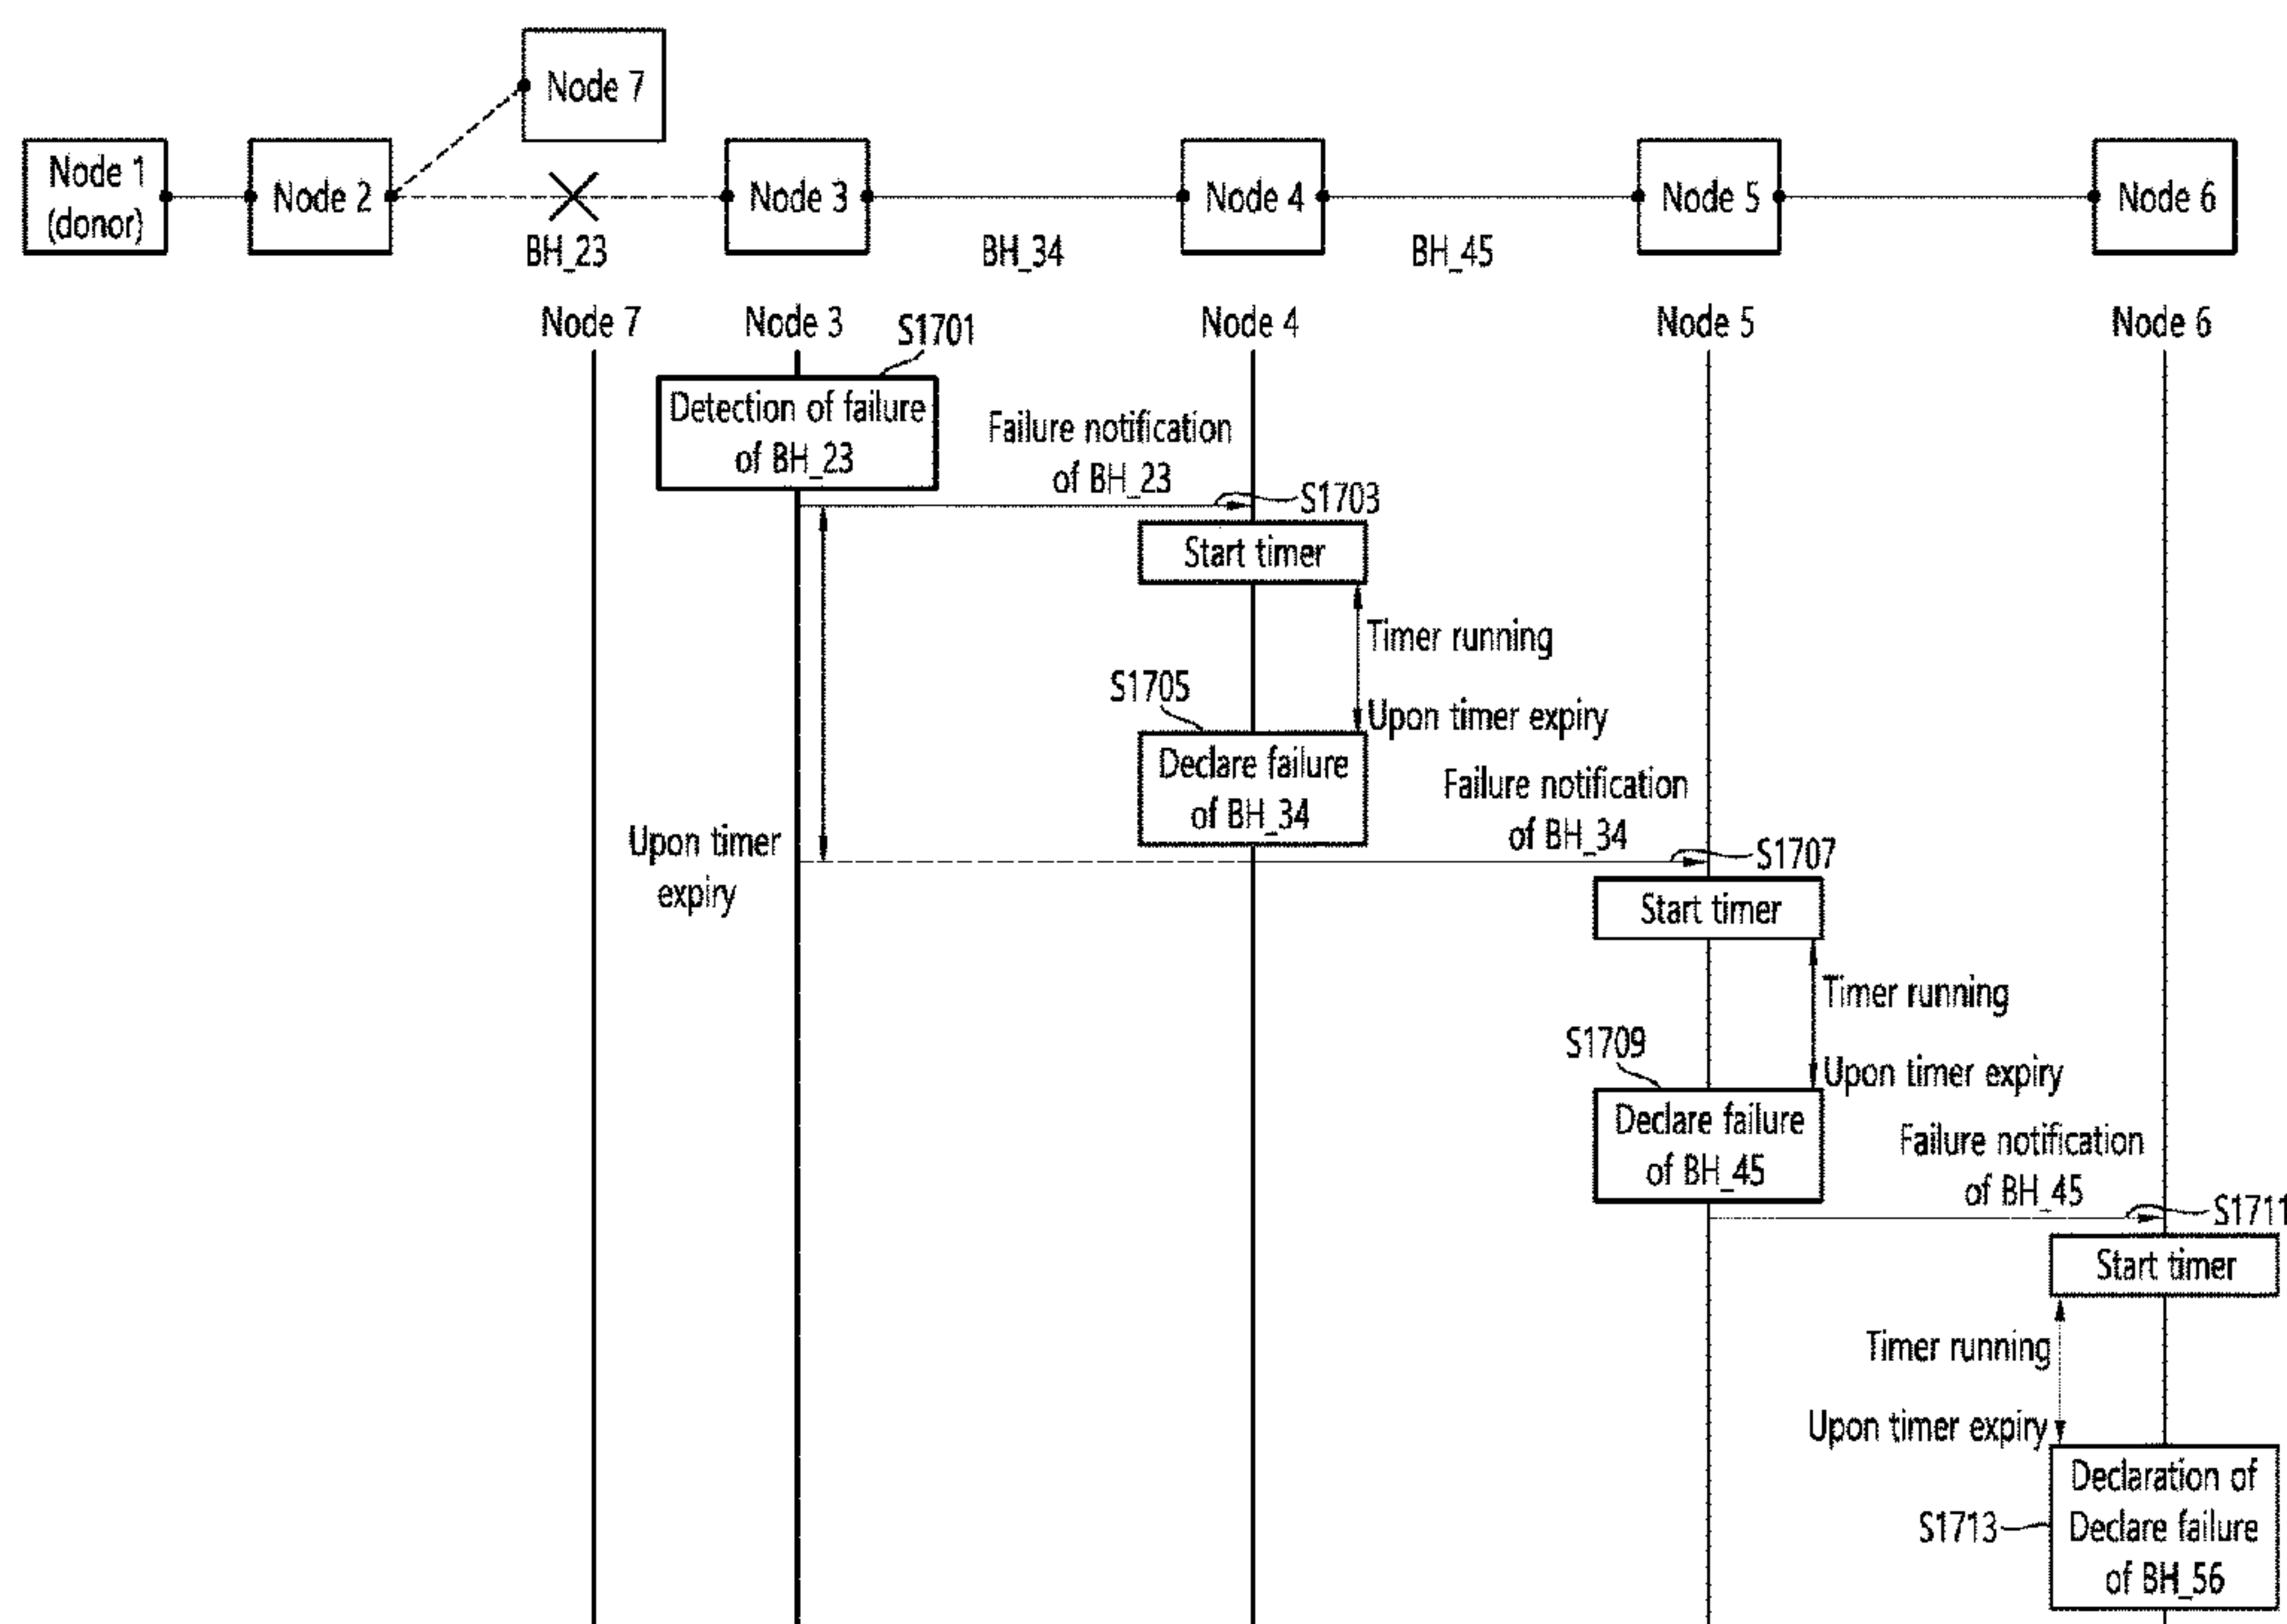 Node 7
Node 1
(donor)
Node 2
Node 3
Node 4
Node 5
Node 6
BH_23
BH_34
BH_45
Node 7
Node 3
Node 4
Node 5
Node 6
S1701
Detection of failure
of BH_23
Failure notification
of BH_23
S1703
Start timer
Timer running
S1705
Upon timer expiry
Declare failure
of BH_34
Failure notification
of BH_34
Upon timer
expiry
S1707
Start timer
Timer running
S1709
Upon timer expiry
Declare failure
of BH_45
Failure notification
of BH_45
S1711
Start timer
Timer running
Upon timer expiry
S1713
Declaration of
Declare failure
of BH_56